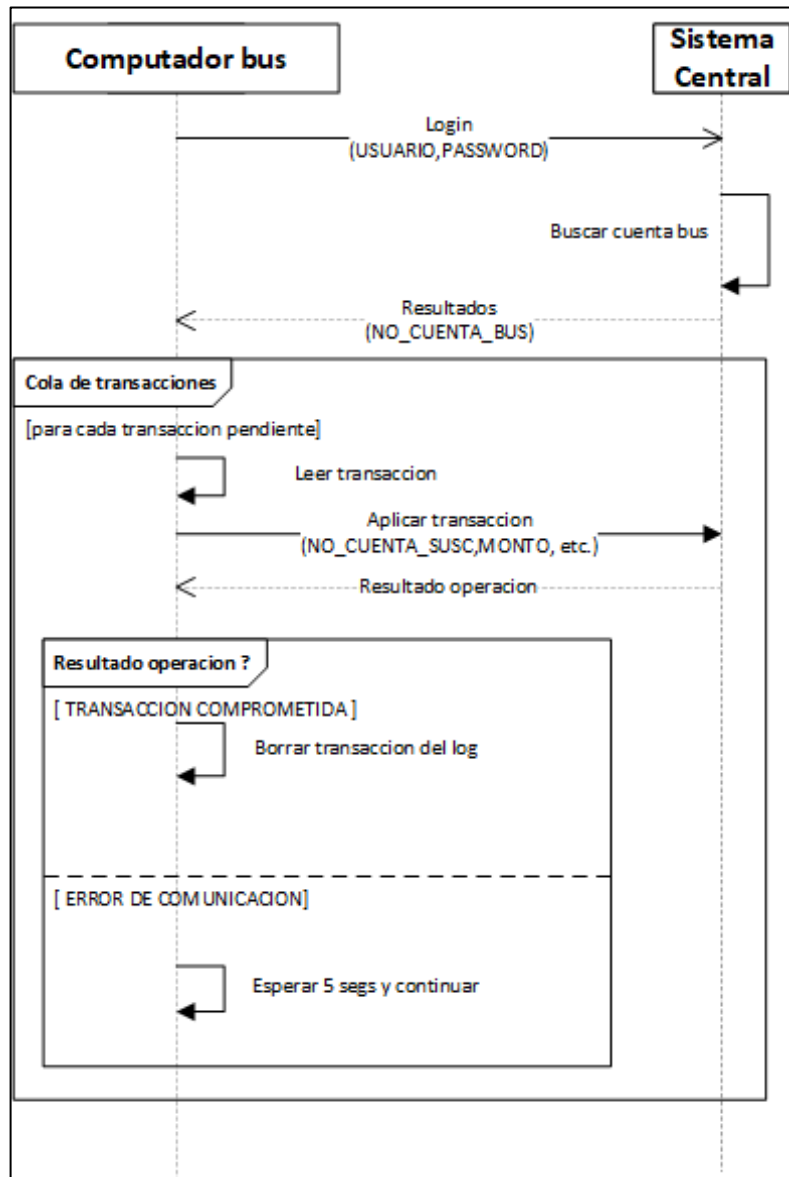 Computador bus
Sistema
Central
Login
(USUARIO,PASSWORD)
Buscar cuenta bus
Resultados
(NO_CUENTA_BUS)
Cola de transacciones
[para cada transaccion pendiente]
Leer transaccion
Aplicar transaccion
(NO_CUENTA_SUSC,MONTO, etc.)
Resultado operacion
Resultado operacion ?
[ TRANSACCION COMPROMETIDA ]
Borrar transaccion del log
[ ERROR DE COMUNICACION]
Esperar 5 segs y continuar